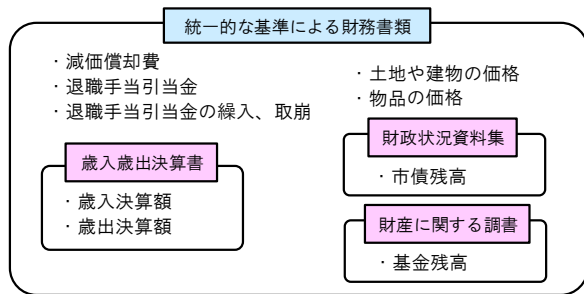 統一的な基準による財務書類
・減価償却費
・退職手当引当金
・退職手当引当金の繰入、取崩
・土地や建物の価格
・物品の価格
歳入歳出決算書
・歳入決算額
・歳出決算額
財政状況資料集
・市債残高
財産に関する調書
・基金残高